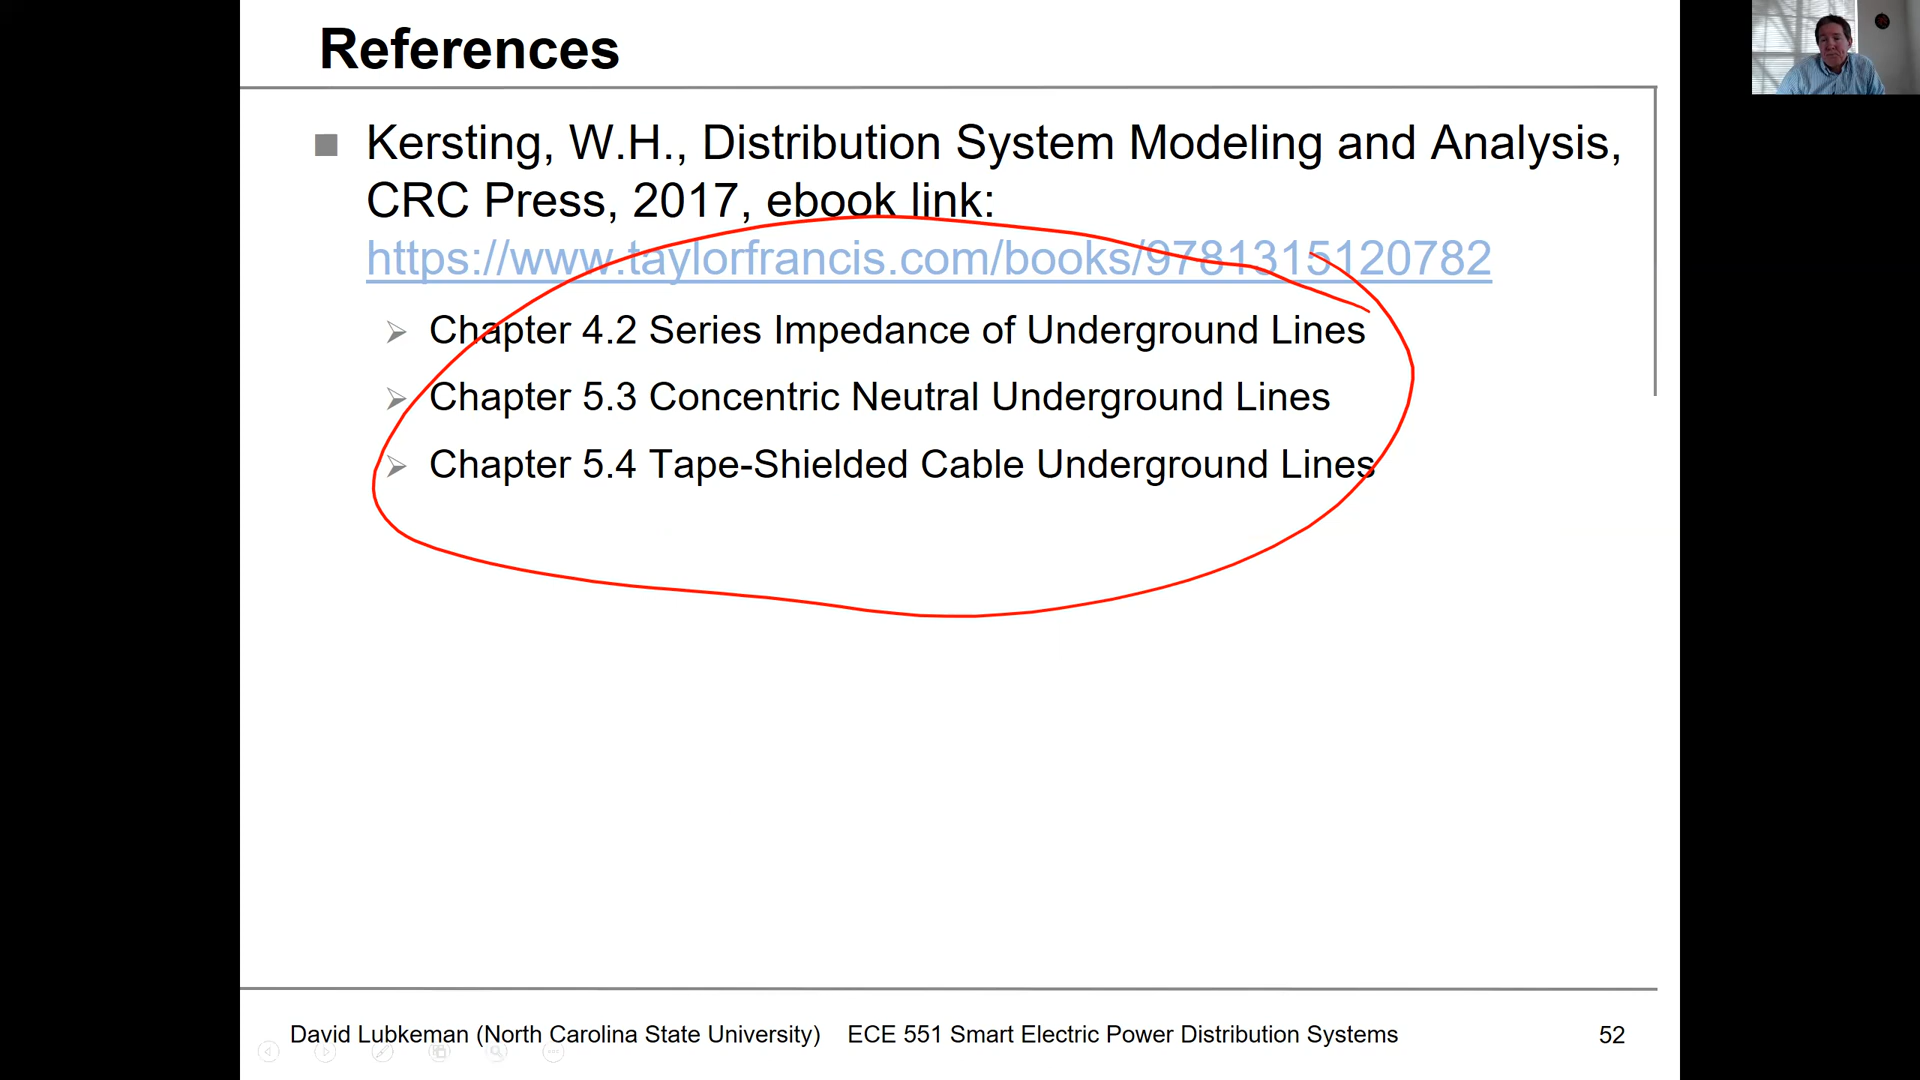 References
Kersting, W.H., Distribution System Modeling and Analysis,
CRC Press, 2017, ebook link:
https://www.taylorfrancis.com/books/9781315120782
Chapter 4.2 Series Impedance of Underground Lines
Chapter 5.3 Concentric Neutral Underground Lines
Chapter 5.4 Tape-Shielded Cable Underground Lines
David Lubkeman (North Carolina State University) ECE 551 Smart Electric Power Distribution Systems 52